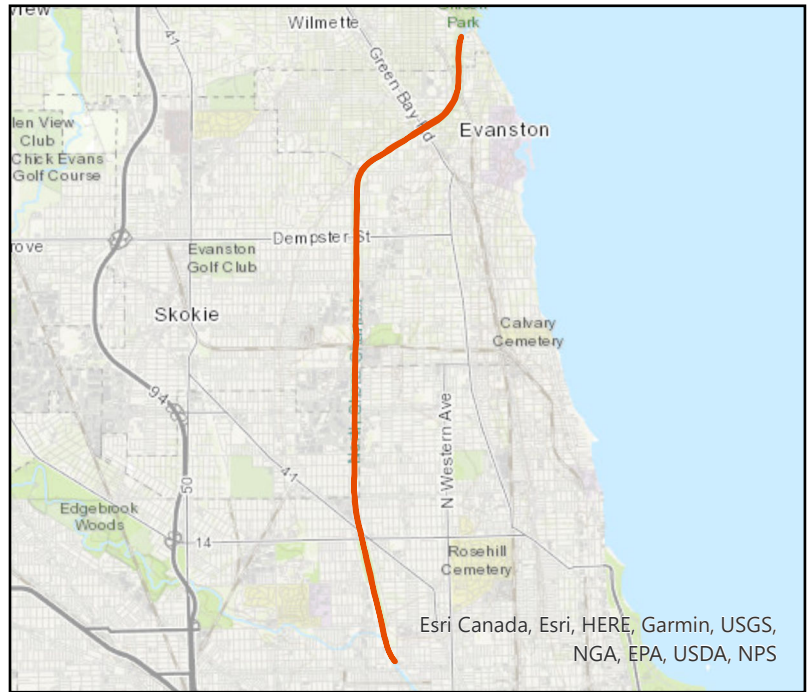 Wilmette
Park
41
Green Bay Rd
Evanston
Club
Chick Evans
Golf Course
Dempster St
Evanston
Golf Club
Skokie
Calvary
Cemetery
94
N Western Ave
41
50
Edgebrook
Woods
14
Rosehill
Cemetery
Esri Canada, Esri, HERE, Garmin, USGS,
NGA, EPA, USDA, NPS